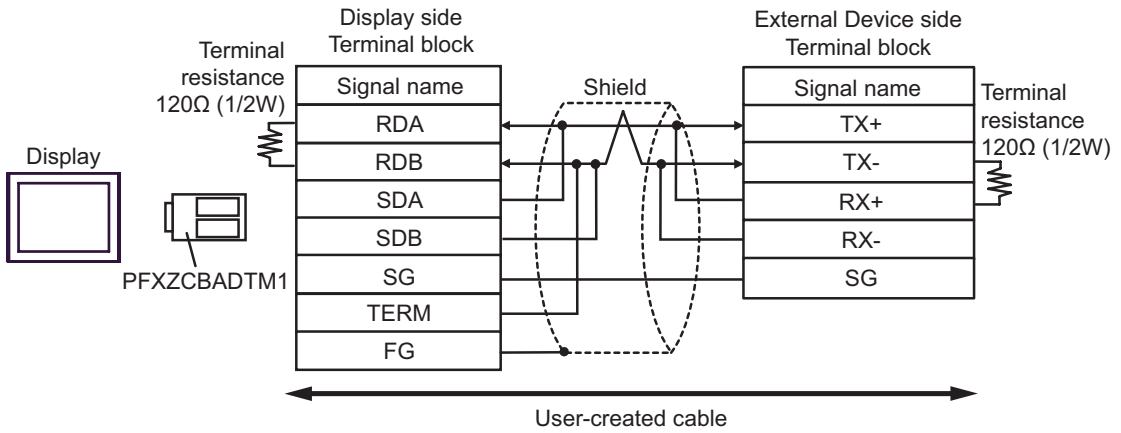 Display side
Terminal block
External Device side
Terminal block
Terminal
resistance
120Ω (1/2W)
Signal name
Shield
Signal name
Terminal
resistance
120Ω (1/2W)
RDA
TX+
RDB
TX-
Display
SDA
RX+
SDB
RX-
PFXZCBADTM1
SG
SG
TERM
FG
User-created cable